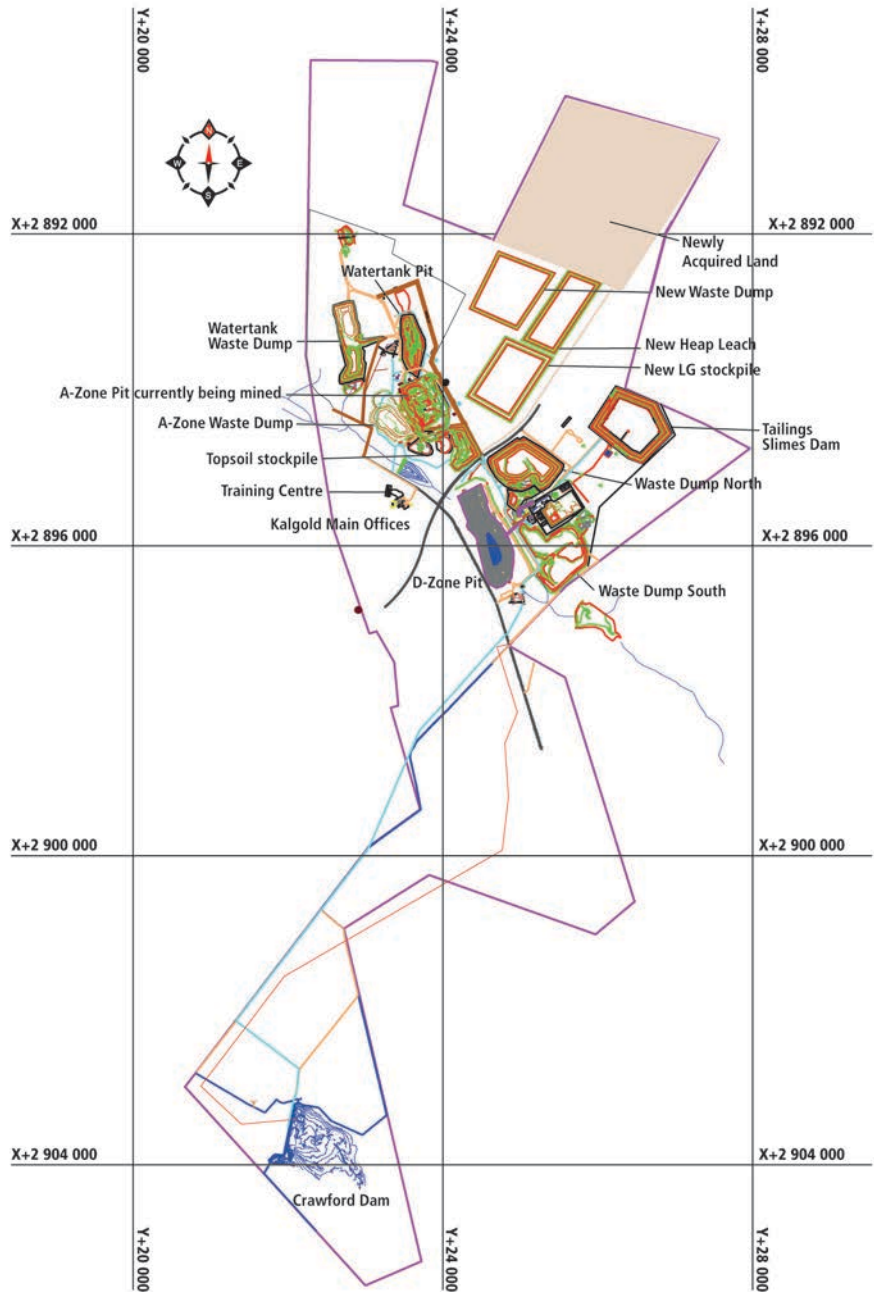 Y+20 000
Y+24 000
Y+28 000
N
W
E
S
X+2 892 000
X+2 892 000
Newly
Acquired Land
Watertank Pit
New Waste Dump
Watertank
Waste Dump
New Heap Leach
New LG stockpile
A-Zone Pit currently being mined
A-Zone Waste Dump
Tailings
Slimes Dam
Topsoil stockpile
Waste Dump North
Training Centre
Kalgold Main Offices
X+2 896 000
X+2 896 000
D-Zone Pit
Waste Dump South
X+2 900 000
X+2 900 000
X+2 904 000
X+2 904 000
Crawford Dam
Y+20 000
Y+24 000
Y+28 000